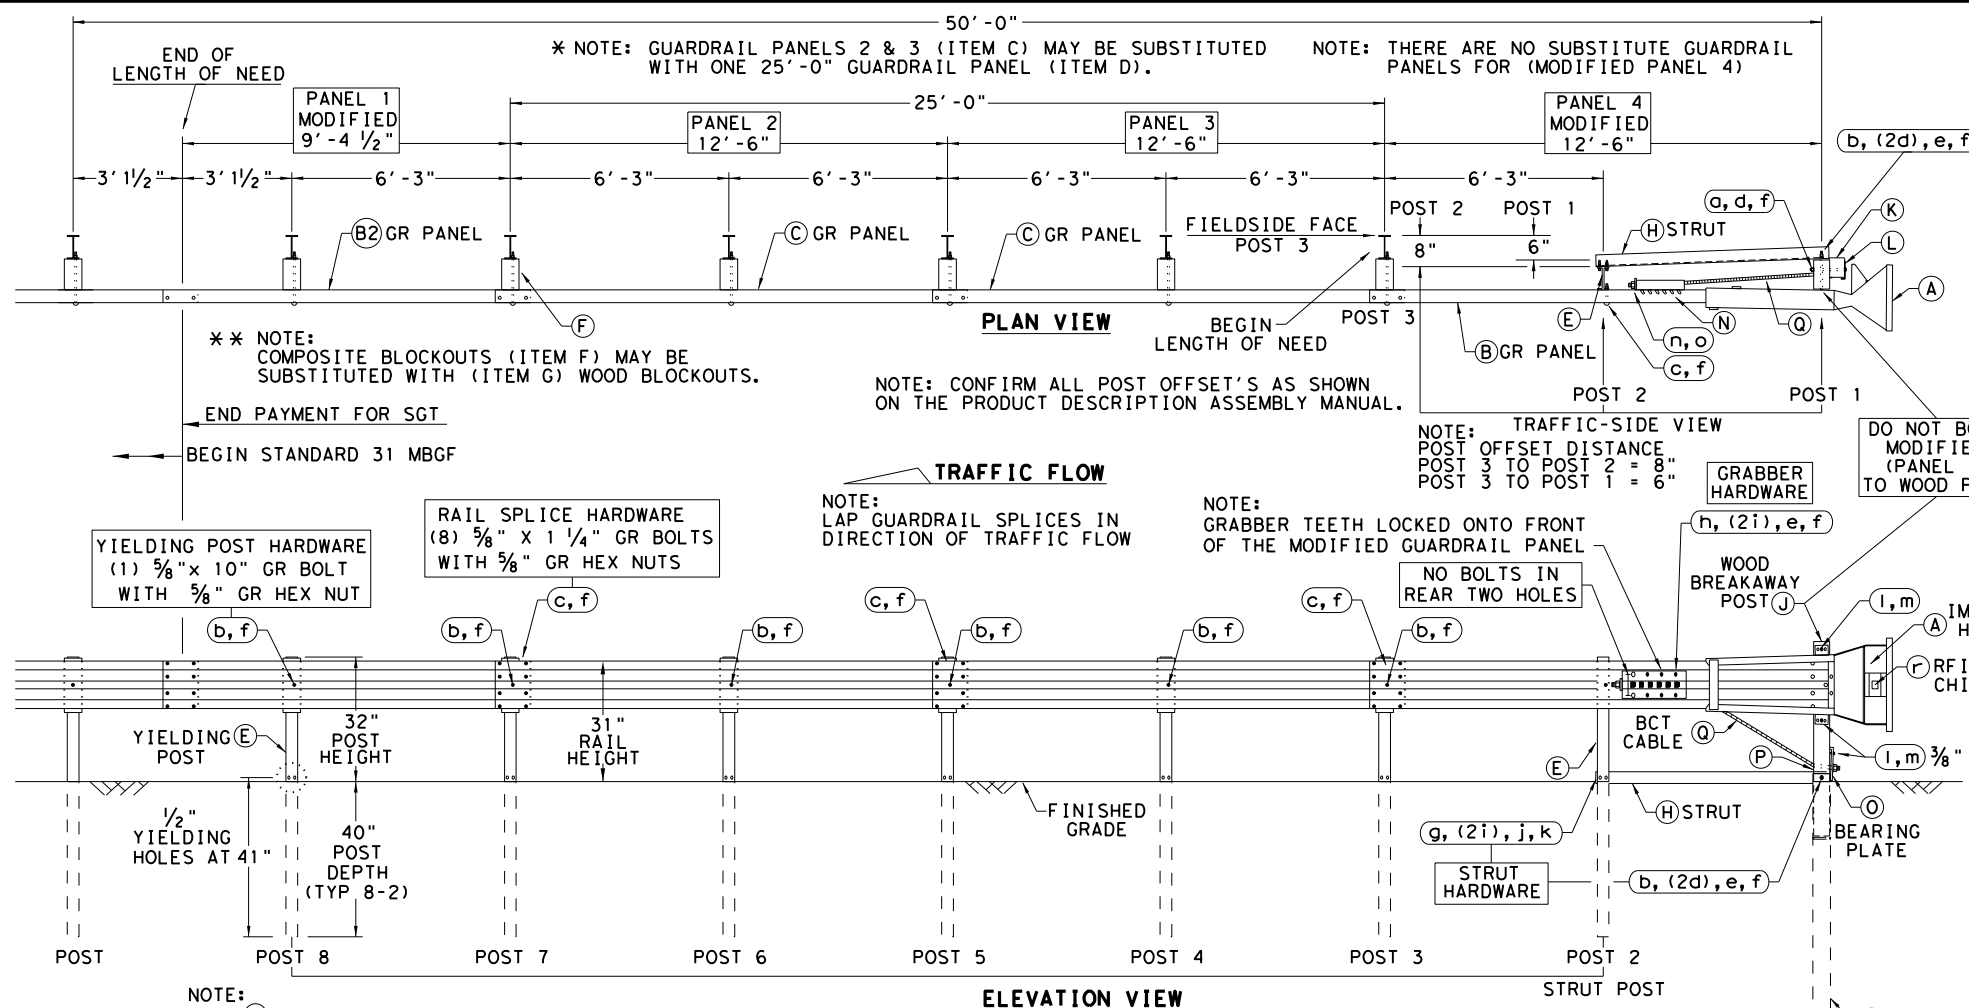 50'-0"
* NOTE: GUARDRAIL PANELS 2 & 3 (ITEM C) MAY BE SUBSTITUTED
WITH ONE 25'-0" GUARDRAIL PANEL (ITEM D).
NOTE: THERE ARE NO SUBSTITUTE GUARDRAIL
PANELS FOR (MODIFIED PANEL 4)
END OF
LENGTH OF NEED
PANEL 1
MODIFIED
9'-4 1/2"
25'-0"
PANEL 2
12'-6"
PANEL 3
12'-6"
PANEL 4
MODIFIED
12'-6"
b, (2d), e, f
3' 1 1/2"
3' 1 1/2"
6'-3"
6'-3"
6'-3"
6'-3"
6'-3"
6'-3"
B2 GR PANEL
C GR PANEL
C GR PANEL
FIELDSIDE FACE
POST 3
POST 2
8"
POST 1
6"
H STRUT
a, d, f
K
L
A
F
PLAN VIEW
BEGIN
LENGTH OF NEED
POST 3
B GR PANEL
E
n, o
c, f
N
Q
POST 2
POST 1
** NOTE:
COMPOSITE BLOCKOUTS (ITEM F) MAY BE
SUBSTITUTED WITH (ITEM G) WOOD BLOCKOUTS.
NOTE: CONFIRM ALL POST OFFSET'S AS SHOWN
ON THE PRODUCT DESCRIPTION ASSEMBLY MANUAL.
TRAFFIC-SIDE VIEW
NOTE:
POST OFFSET DISTANCE
POST 3 TO POST 2 = 8"
POST 3 TO POST 1 = 6"
END PAYMENT FOR SGT
BEGIN STANDARD 31 MBGF
TRAFFIC FLOW
NOTE:
LAP GUARDRAIL SPLICES IN
DIRECTION OF TRAFFIC FLOW
NOTE:
GRABBER TEETH LOCKED ONTO FRONT
OF THE MODIFIED GUARDRAIL PANEL
GRABBER
HARDWARE
h, (2i), e, f
DO NOT
(PANEL
TO WOOD
YIELDING POST HARDWARE
(1) 5/8"x 10" GR BOLT
WITH 5/8" GR HEX NUT
RAIL SPLICE HARDWARE
(8) 5/8" X 1 1/4" GR BOLTS
WITH 5/8" GR HEX NUTS
NO BOLTS IN
REAR TWO HOLES
WOOD
BREAKAWAY
POST J
l, m
A
r
b, f
b, f
c, f
b, f
c, f
b, f
b, f
c, f
b, f
YIELDING E
POST
32"
POST
HEIGHT
31"
RAIL
HEIGHT
BCT
CABLE Q
E
P
l, m 3/8"
1/2"
YIELDING
HOLES AT 41"
40"
POST
DEPTH
(TYP 8-2)
FINISHED
GRADE
g, (2i), j, k
H STRUT
O
BEARING
PLATE
STRUT
HARDWARE
b, (2d), e, f
POST
POST 8
POST 7
POST 6
POST 5
POST 4
POST 3
POST 2
STRUT POST
NOTE:
ELEVATION VIEW